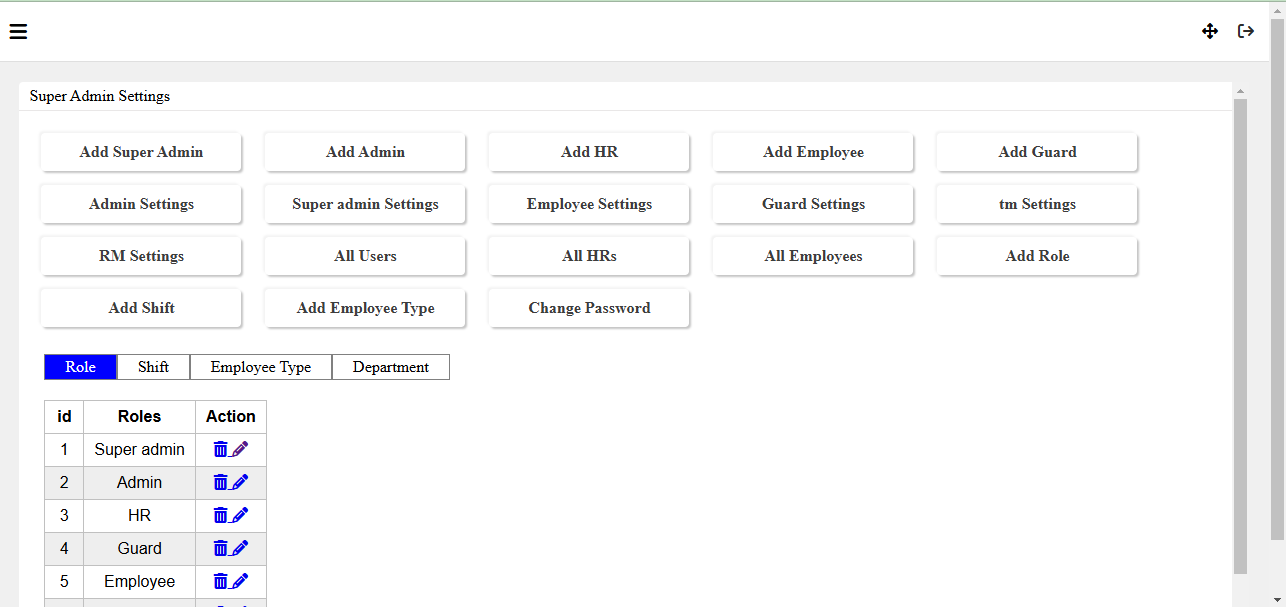 Super Admin Settings
Add Super Admin Add Admin Add HR Add Employee Add Guard
Admin Settings Super admin Settings Employee Settings Guard Settings tm Settings
RM Settings All Users All HRs All Employees Add Role
Add Shift Add Employee Type Change Password
Role Shift Employee Type Department
id Roles Action
1 Super admin
2 Admin
3 HR
4 Guard
5 Employee